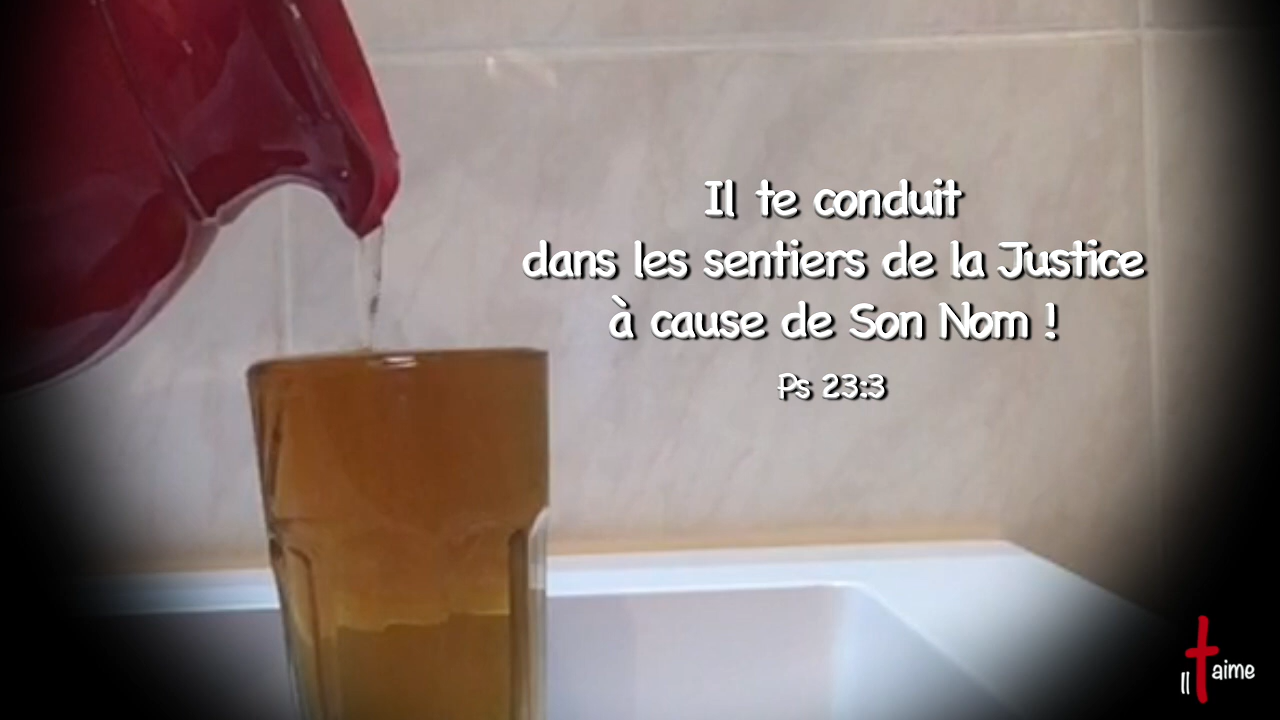 Il te conduit
dans les sentiers de la Justice
à cause de Son Nom !
Ps 23:3
Il t aime